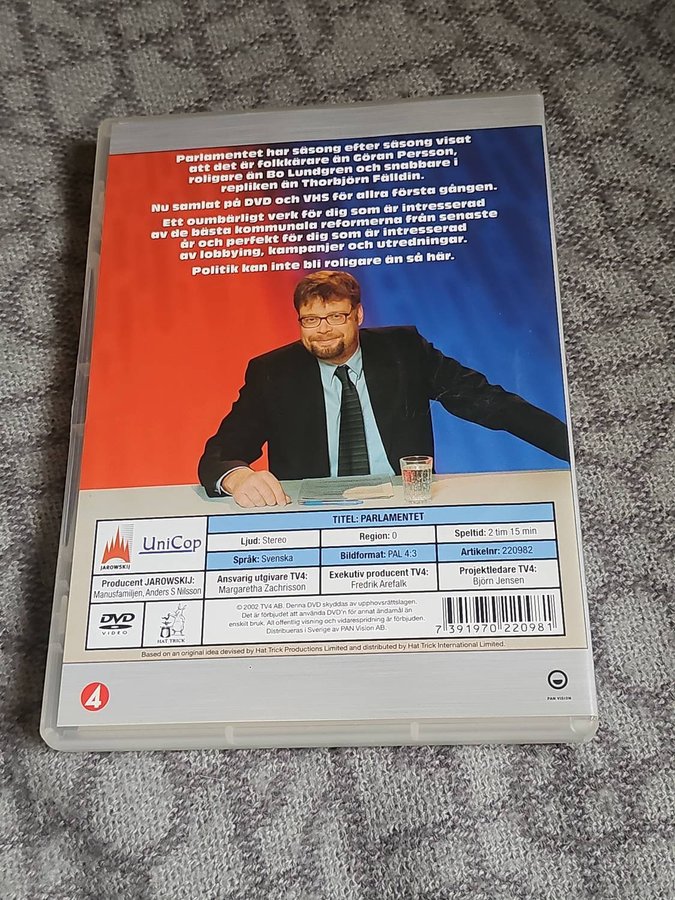 Parlamentet har säsong efter säsong visat
att det är folkkärare än Göran Persson,
roligare än Bo Lundgren och snabbare i
repliken än Thorbjörn Fälldin.
Nu samlat på DVD och VHS för allra första gången.
Ett oumbärligt verk för dig som är intresserad
av de bästa kommunala reformerna från senaste
år och perfekt för dig som är intresserad
av lobbying, kampanjer och utredningar.
Politik kan inte bli roligare än så här.
JAROWSKIJ
UniCop
TITEL: PARLAMENTET
Ljud: Stereo
Region: 0
Speltid: 2 tim 15 min
Språk: Svenska
Bildformat: PAL 4:3
Artikelnr: 220982
Producent JAROWSKIJ:
Manusfamiljen, Anders S Nilsson
Ansvarig utgivare TV4:
Margaretha Zachrisson
Exekutiv producent TV4:
Fredrik Arefalk
Projektledare TV4:
Björn Jensen
DVD
VIDEO
HAT TRICK
© 2002 TV4 AB. Denna DVD skyddas av upphovsrättslagen.
Det är förbjudet att använda DVD'n för annat ändamål än
enskilt bruk. All offentlig visning och vidarespridning är förbjuden.
Distribueras i Sverige av PAN Vision AB.
7 391970 220981
Based on an original idea devised by Hat Trick Productions Limited and distributed by Hat Trick International Limited.
4
PAN VISION